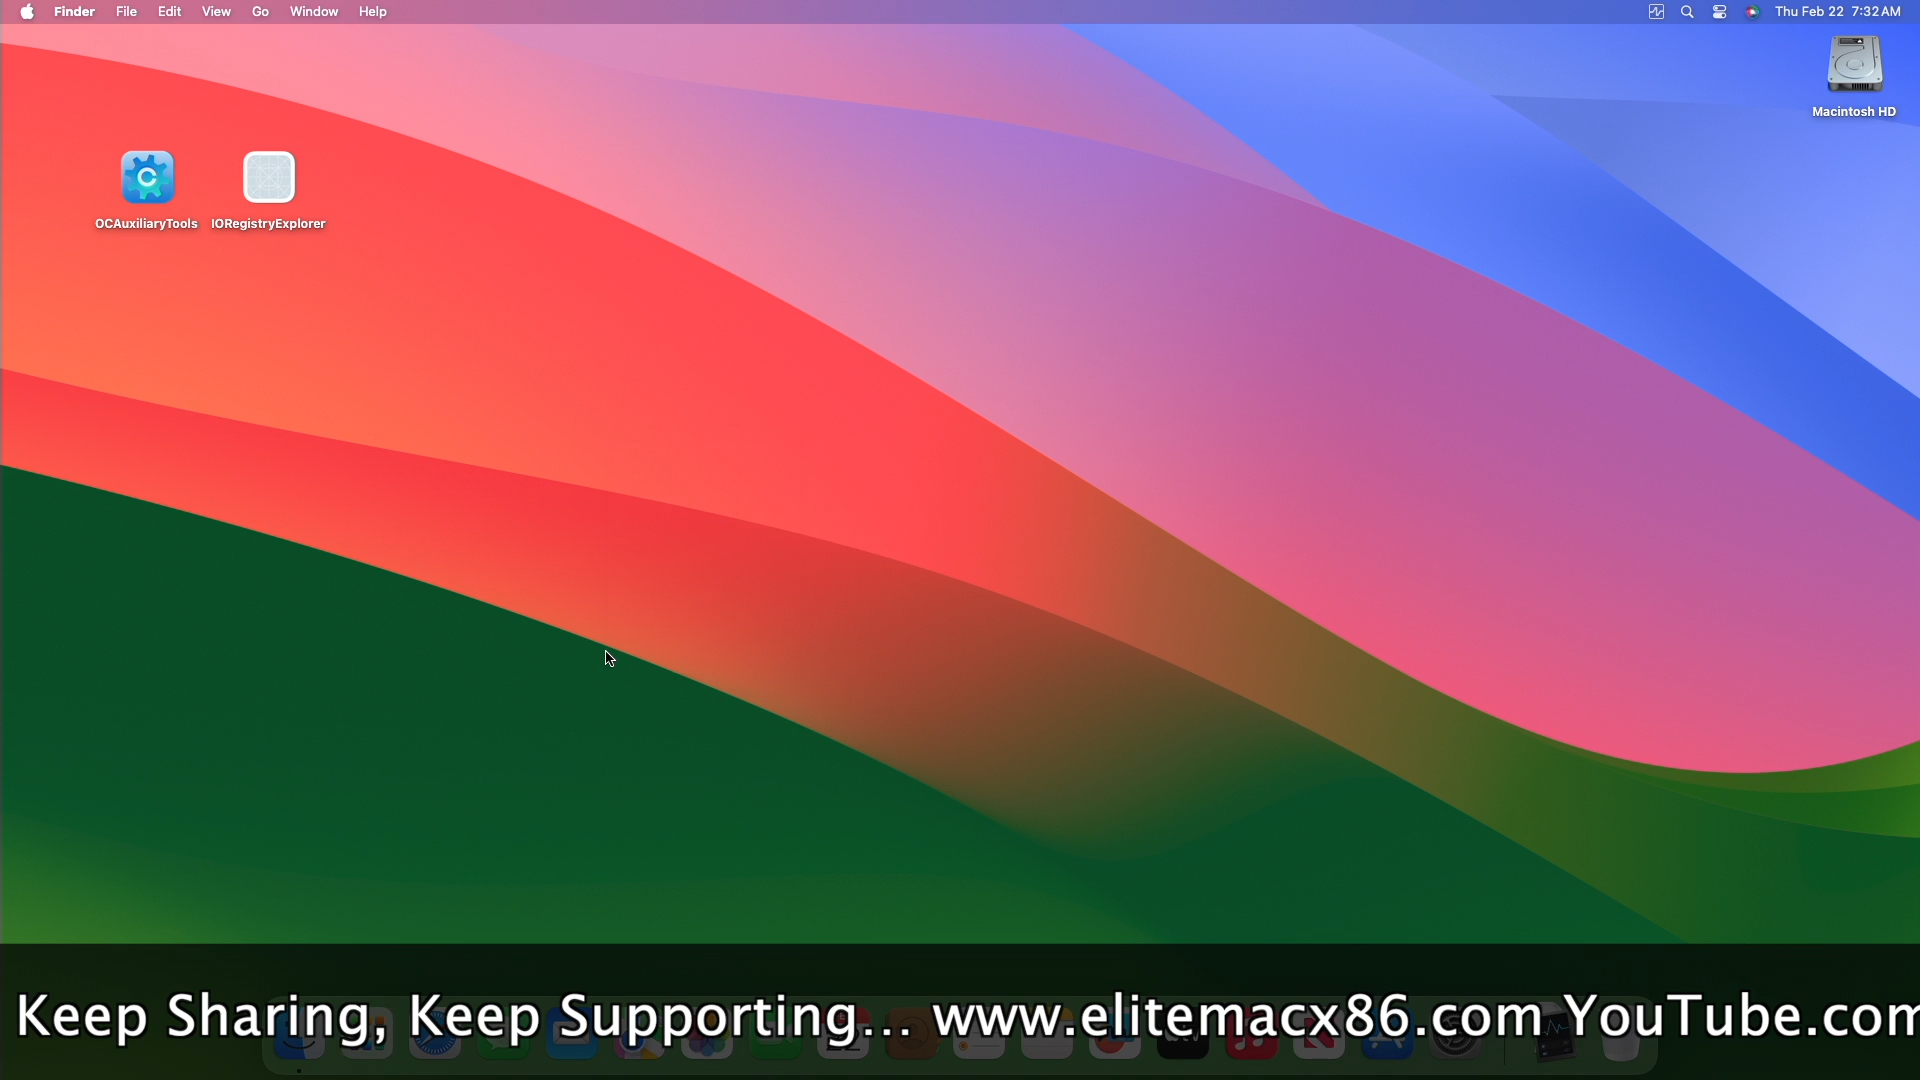 Finder File Edit View Go Window Help Thu Feb 22 7:32 AM
Macintosh HD
OCAuxiliaryTools IORegistryExplorer
Keep Sharing, Keep Supporting... www.elitemacx86.com YouTube.com